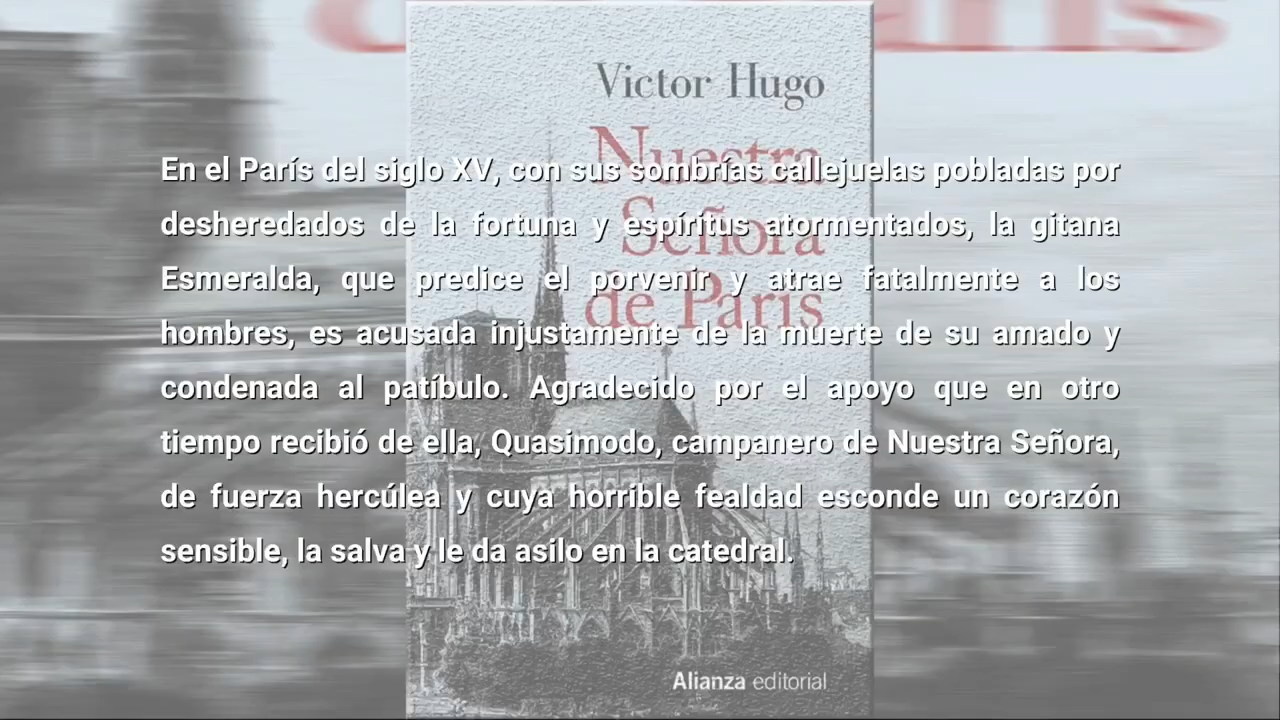 Victor Hugo
Nuestra
Señora
de París
En el París del siglo XV, con sus sombrías callejuelas pobladas por
desheredados de la fortuna y espíritus atormentados, la gitana
Esmeralda, que predice el porvenir y atrae fatalmente a los
hombres, es acusada injustamente de la muerte de su amado y
condenada al patíbulo. Agradecido por el apoyo que en otro
tiempo recibió de ella, Quasimodo, campanero de Nuestra Señora,
de fuerza hercúlea y cuya horrible fealdad esconde un corazón
sensible, la salva y le da asilo en la catedral.
Alianza editorial